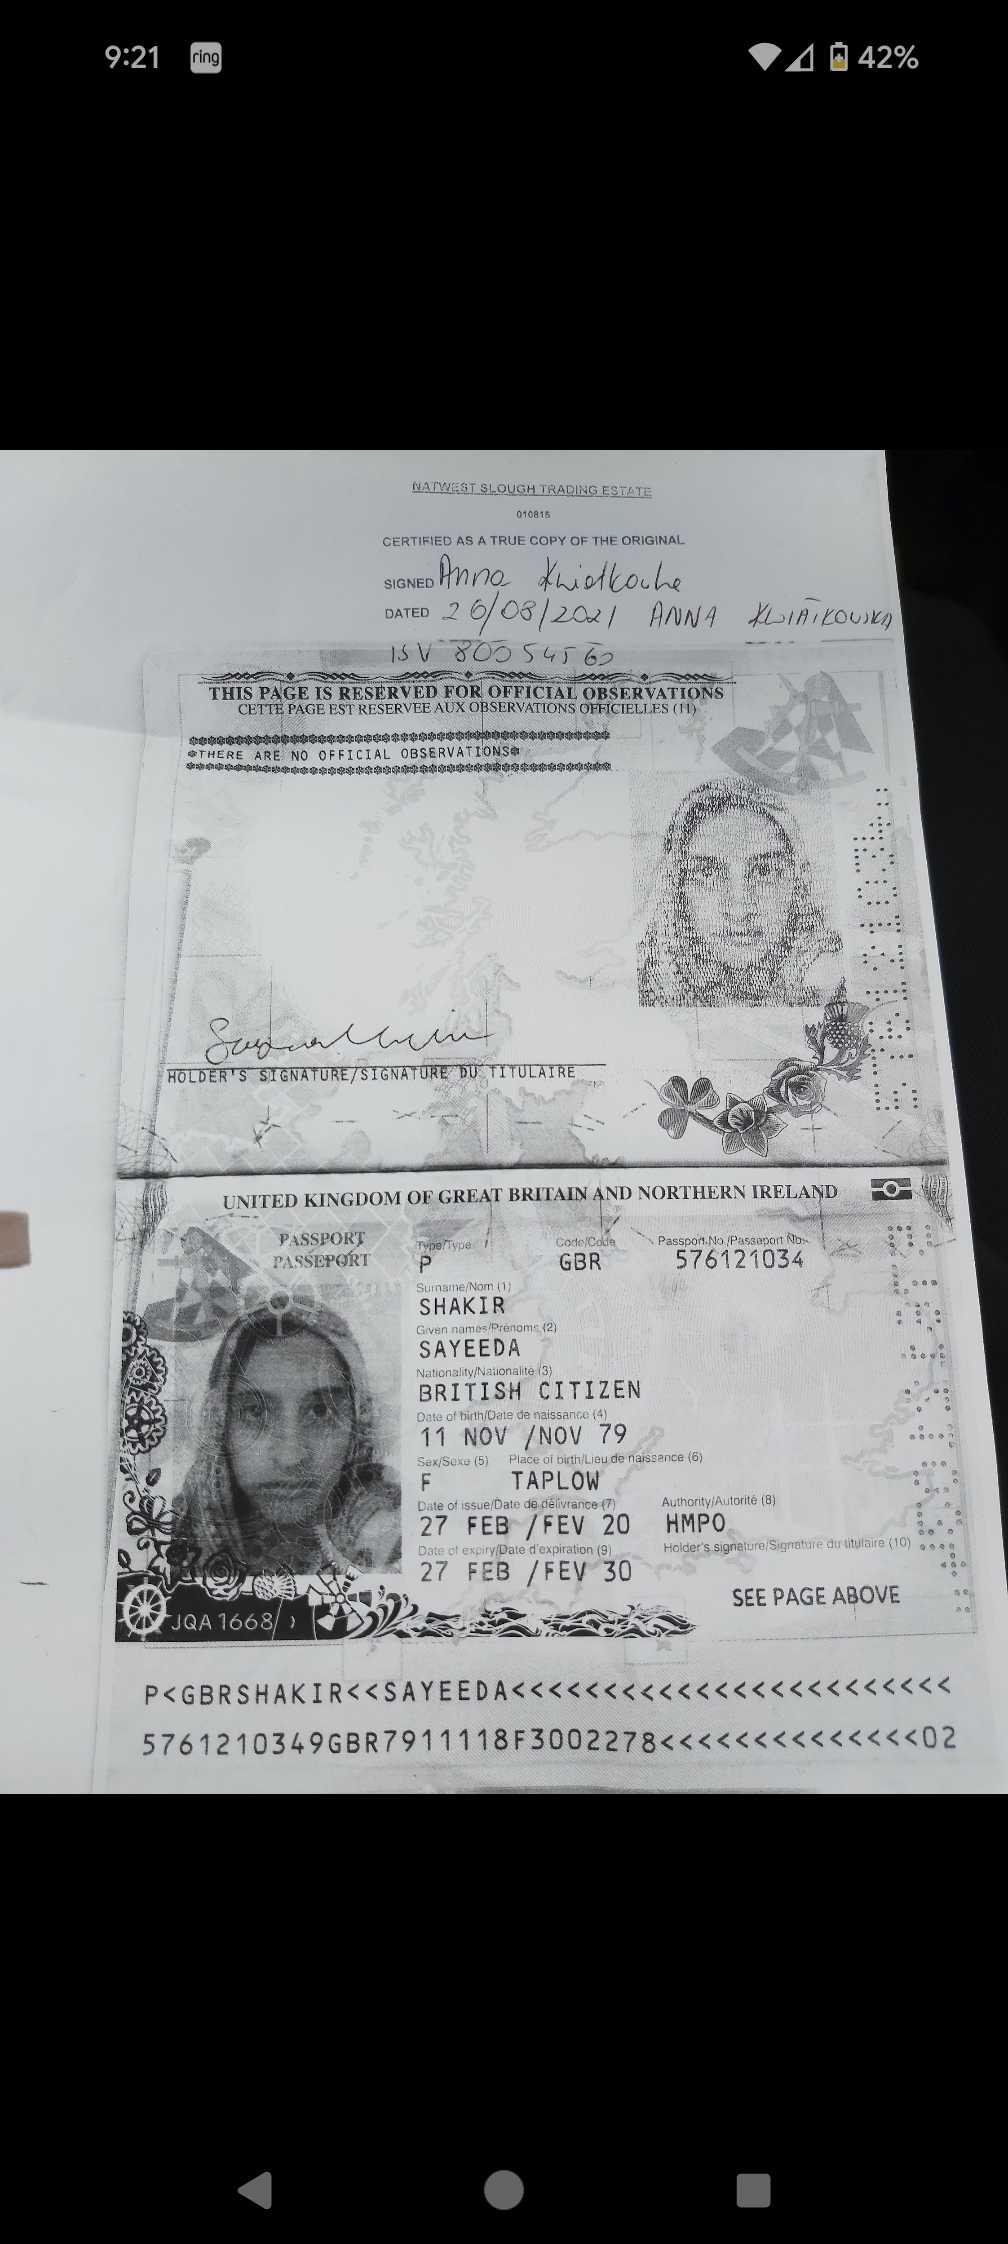 9:21 ring 42%
NATWEST SLOUGH TRADING ESTATE
010815
CERTIFIED AS A TRUE COPY OF THE ORIGINAL
SIGNED Anna
DATED 26/08/2021 ANNA KWIATKOWSKA
ISV 80054560
THIS PAGE IS RESERVED FOR OFFICIAL OBSERVATIONS
CETTE PAGE EST RESERVEE AUX OBSERVATIONS OFFICIELLES (11)
*THERE ARE NO OFFICIAL OBSERVATIONS*
HOLDER'S SIGNATURE/SIGNATURE DU TITULAIRE
UNITED KINGDOM OF GREAT BRITAIN AND NORTHERN IRELAND
PASSPORT
PASSEPORT
Type/Type Code/Code Passport No./Passeport No.
P GBR 576121034
Surname/Nom (1)
SHAKIR
Given names/Prénoms (2)
SAYEEDA
Nationality/Nationalité (3)
BRITISH CITIZEN
Date of birth/Date de naissance (4)
11 NOV /NOV 79
Sex/Sexe (5) Place of birth/Lieu de naissance (6)
F TAPLOW
Date of issue/Date de délivrance (7) Authority/Autorité (8)
27 FEB /FEV 20 HMPO
Date of expiry/Date d'expiration (9) Holder's signature/Signature du titulaire (10)
27 FEB /FEV 30
SEE PAGE ABOVE
JQA1668
P<GBRSHAKIR<<SAYEEDA<<<<<<<<<<<<<<<<<<<<<<<<
5761210349GBR7911118F3002278<<<<<<<<<<<<<<02